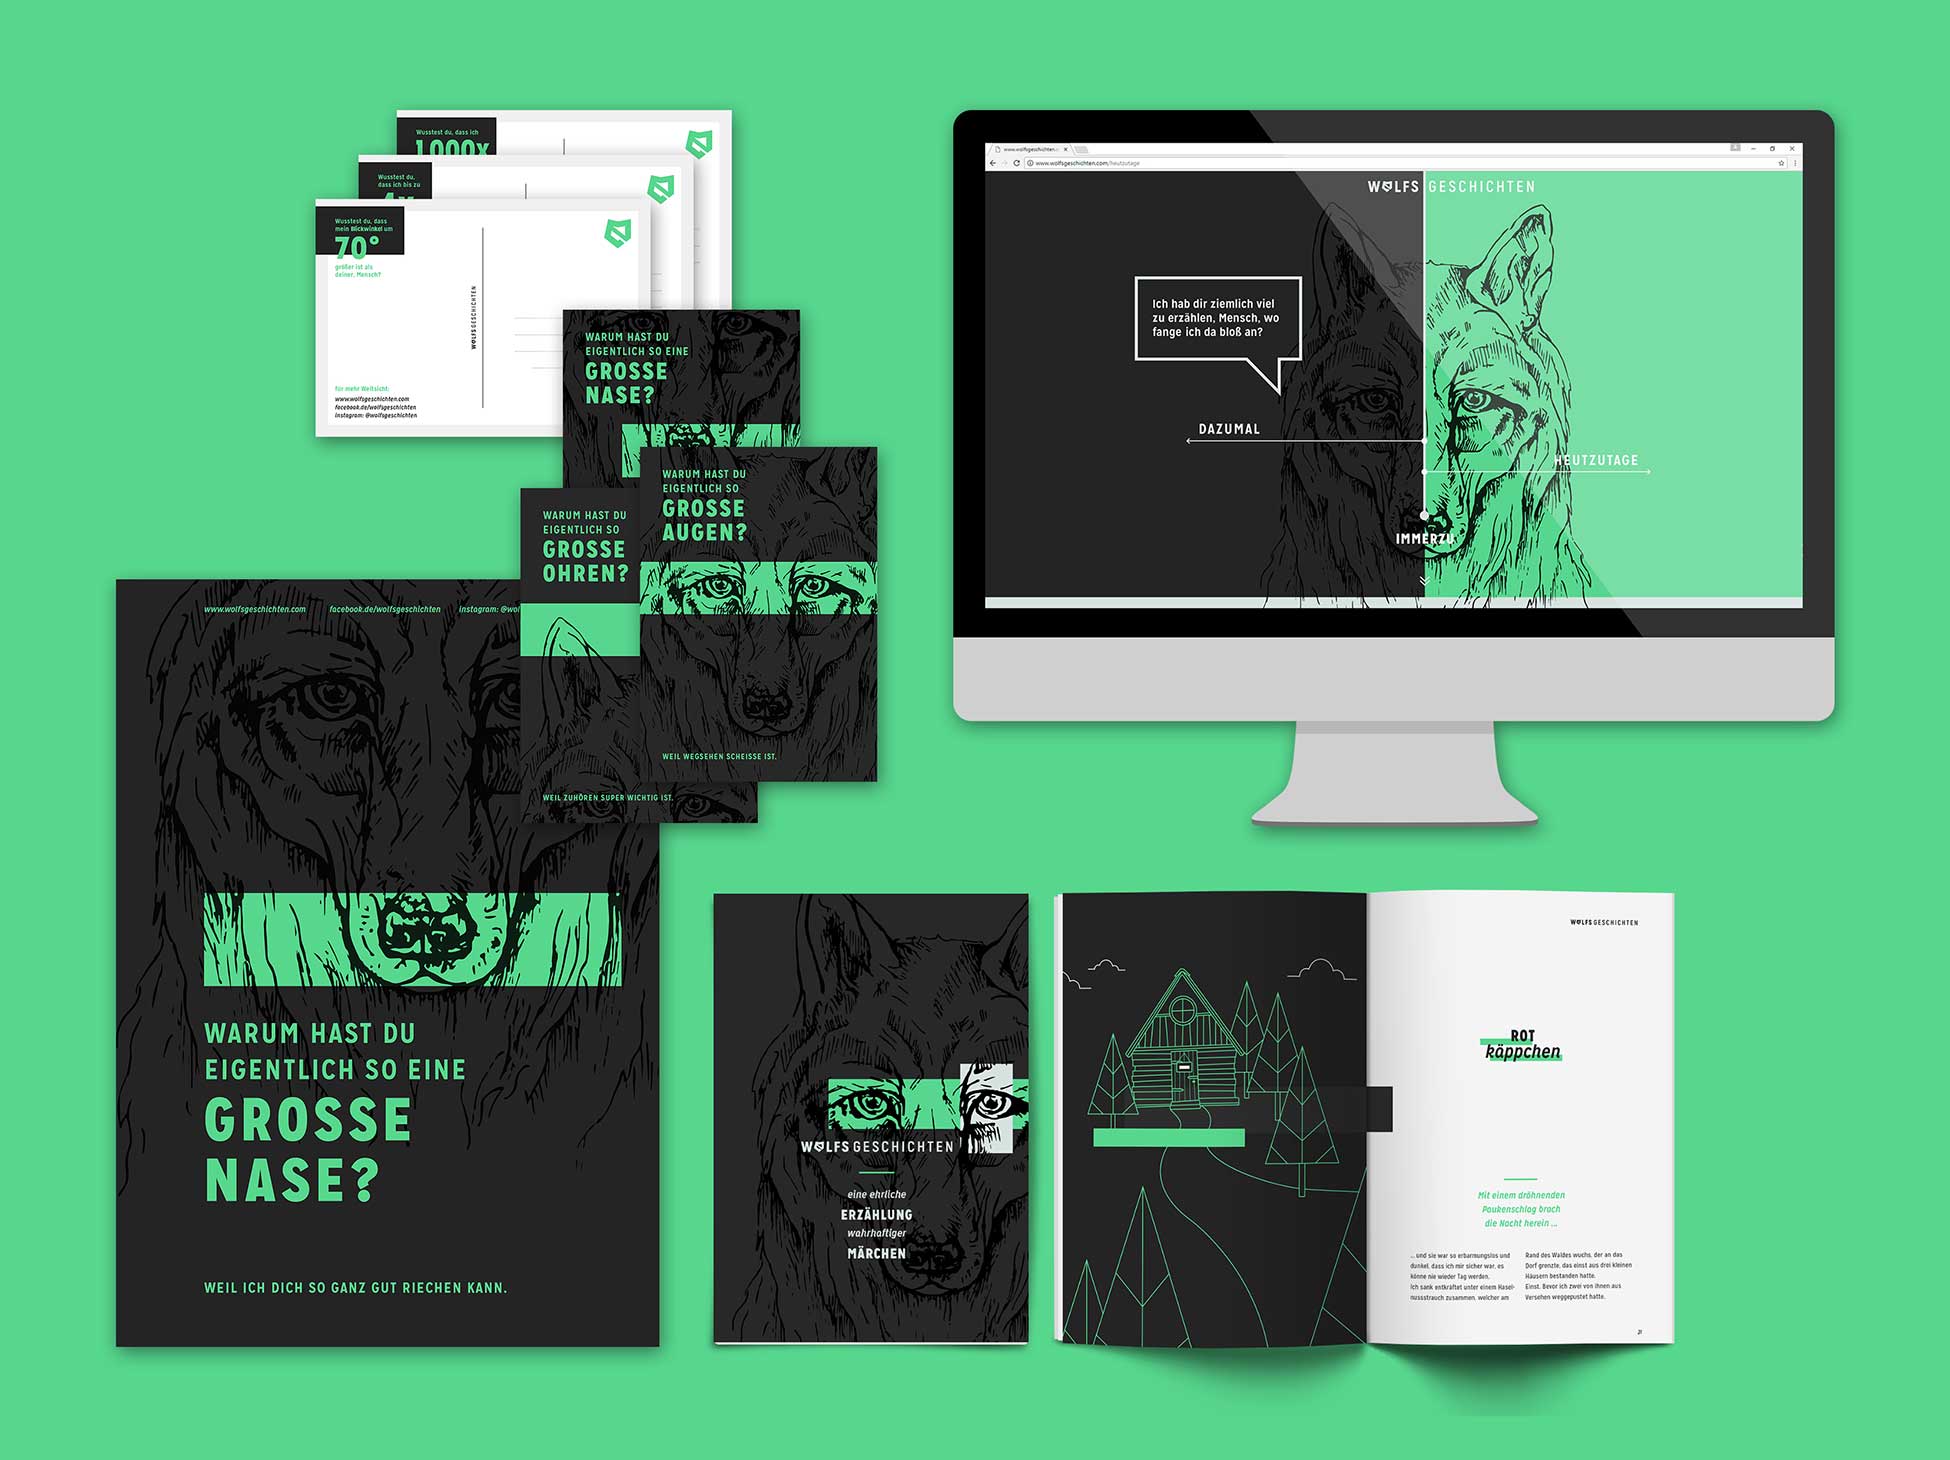 Wusstest du, dass ich
1000x
Wusstest du,
dass ich bis zu
4x
Wusstest du, dass
mein Blickwinkel um
70°
größer ist als
deiner, Mensch?
WOLFSGESCHICHTEN
für mehr Weitsicht:
www.wolfsgeschichten.com
facebook.de/wolfsgeschichten
instagram: @wolfsgeschichten
WARUM HAST DU
EIGENTLICH SO EINE
GROSSE
NASE?
WARUM HAST DU
EIGENTLICH SO
GROSSE
OHREN?
WEIL ZUHÖREN SUPER WICHTIG IST.
WARUM HAST DU
EIGENTLICH SO
GROSSE
AUGEN?
WEIL WEGSEHEN SCHEISSE IST.
www.wolfsgeschichten.com facebook.de/wolfsgeschichten instagram: @wol
WARUM HAST DU
EIGENTLICH SO EINE
GROSSE
NASE?
WEIL ICH DICH SO GANZ GUT RIECHEN KANN.
www.wolfsgeschichten.c
www.wolfsgeschichten.com/heutzutage
WOLFSGESCHICHTEN
Ich hab dir ziemlich viel
zu erzählen, Mensch, wo
fange ich da bloß an?
DAZUMAL
HEUTZUTAGE
IMMERZU
WOLFSGESCHICHTEN
eine ehrliche
ERZÄHLUNG
wahrhaftiger
MÄRCHEN
WOLFSGESCHICHTEN
ROT
käppchen
Mit einem dröhnenden
Paukenschlag brach
die Nacht herein ...
... und sie war so erbarmungslos und
dunkel, dass ich mir sicher war, es
könne nie wieder Tag werden.
Ich sank entkräftet unter einem Hasel-
nussstrauch zusammen, welcher am
Rand des Waldes wuchs, der an das
Dorf grenzte, das einst aus drei kleinen
Häusern bestanden hatte.
Einst. Bevor ich zwei von ihnen aus
Versehen weggepustet hatte.
21